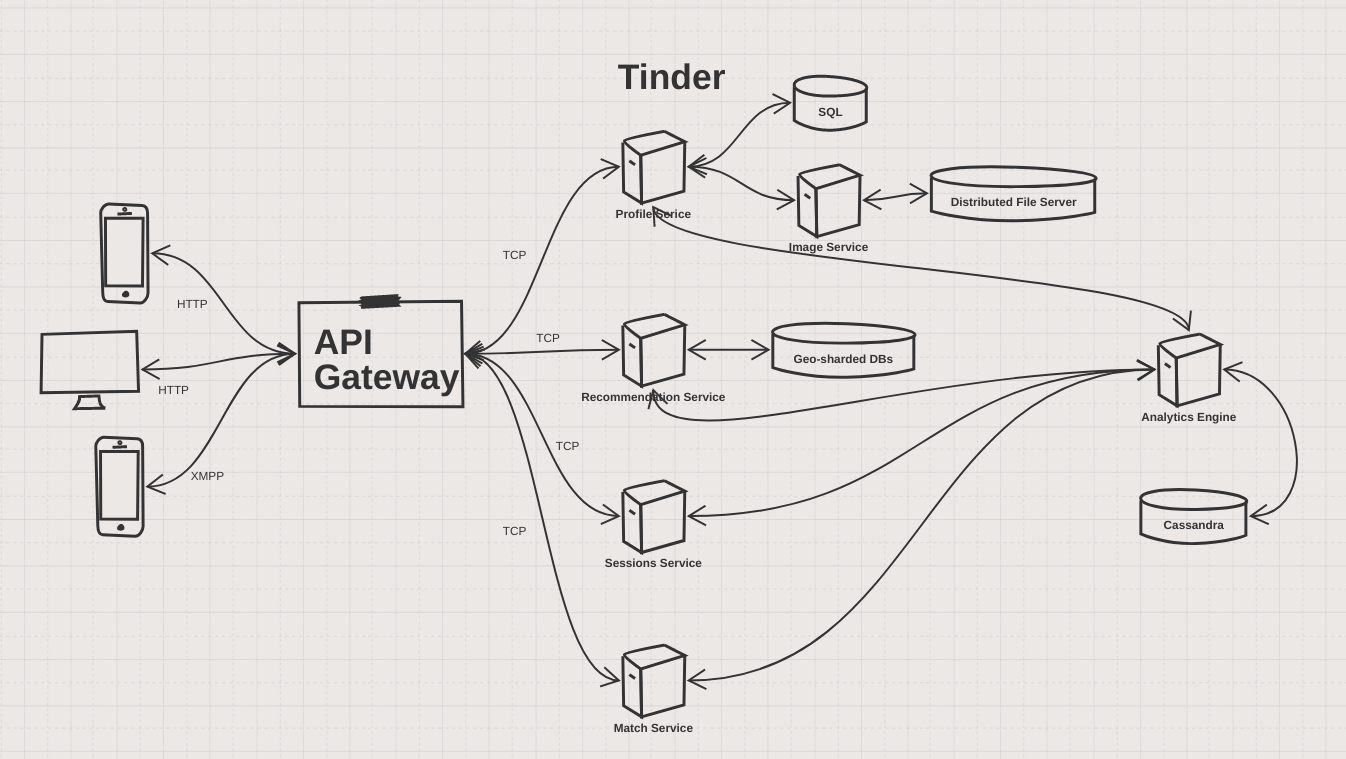 Tinder
SQL
Profile Serice
Distributed File Server
Image Service
TCP
HTTP
API
Gateway
TCP
Geo-sharded DBs
HTTP
Recommendation Service
Analytics Engine
TCP
XMPP
Cassandra
TCP
Sessions Service
Match Service